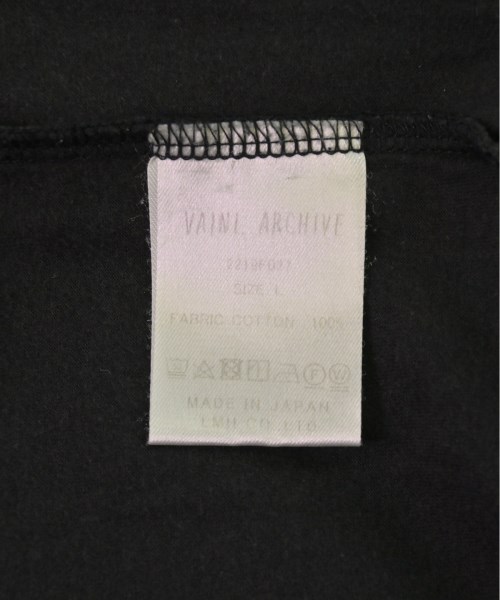 VAINL ARCHIVE
SIZE L
FABRIC COTTON 100%
MADE IN JAPAN
LMH CO LTD